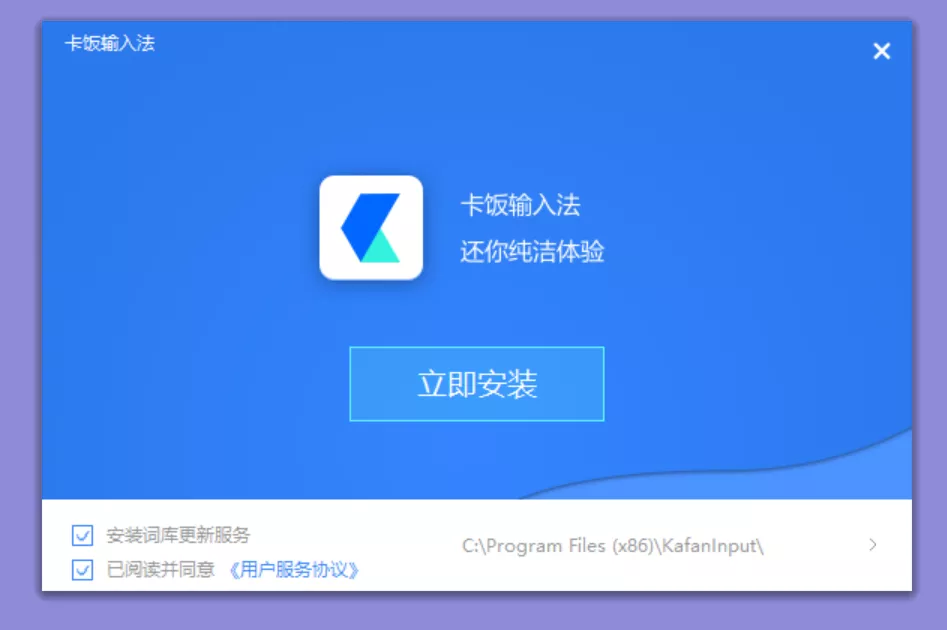 卡饭输入法
卡饭输入法
还你纯洁体验
立即安装
安装词库更新服务
已阅读并同意 《用户服务协议》
C:\Program Files (x86)\KafanInput\